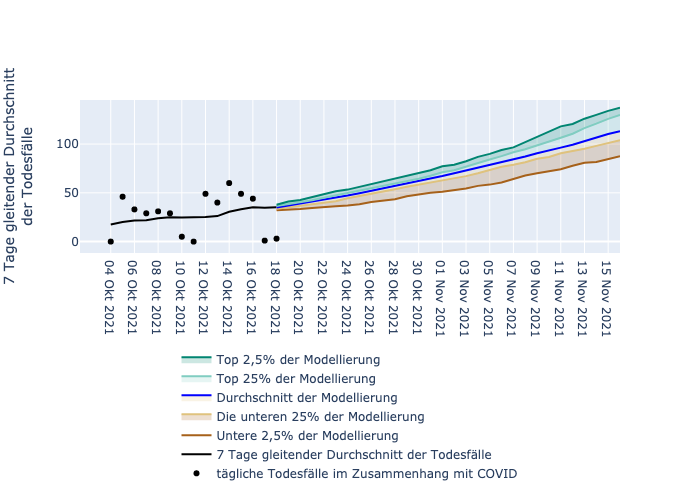 7 Tage gleitender Durchschnitt
der Todesfälle
100
50
0
04 Okt 2021
06 Okt 2021
08 Okt 2021
10 Okt 2021
12 Okt 2021
14 Okt 2021
16 Okt 2021
18 Okt 2021
20 Okt 2021
22 Okt 2021
24 Okt 2021
26 Okt 2021
28 Okt 2021
30 Okt 2021
01 Nov 2021
03 Nov 2021
05 Nov 2021
07 Nov 2021
09 Nov 2021
11 Nov 2021
13 Nov 2021
15 Nov 2021
Top 2,5% der Modellierung
Top 25% der Modellierung
Durchschnitt der Modellierung
Die unteren 25% der Modellierung
Untere 2,5% der Modellierung
7 Tage gleitender Durchschnitt der Todesfälle
tägliche Todesfälle im Zusammenhang mit COVID